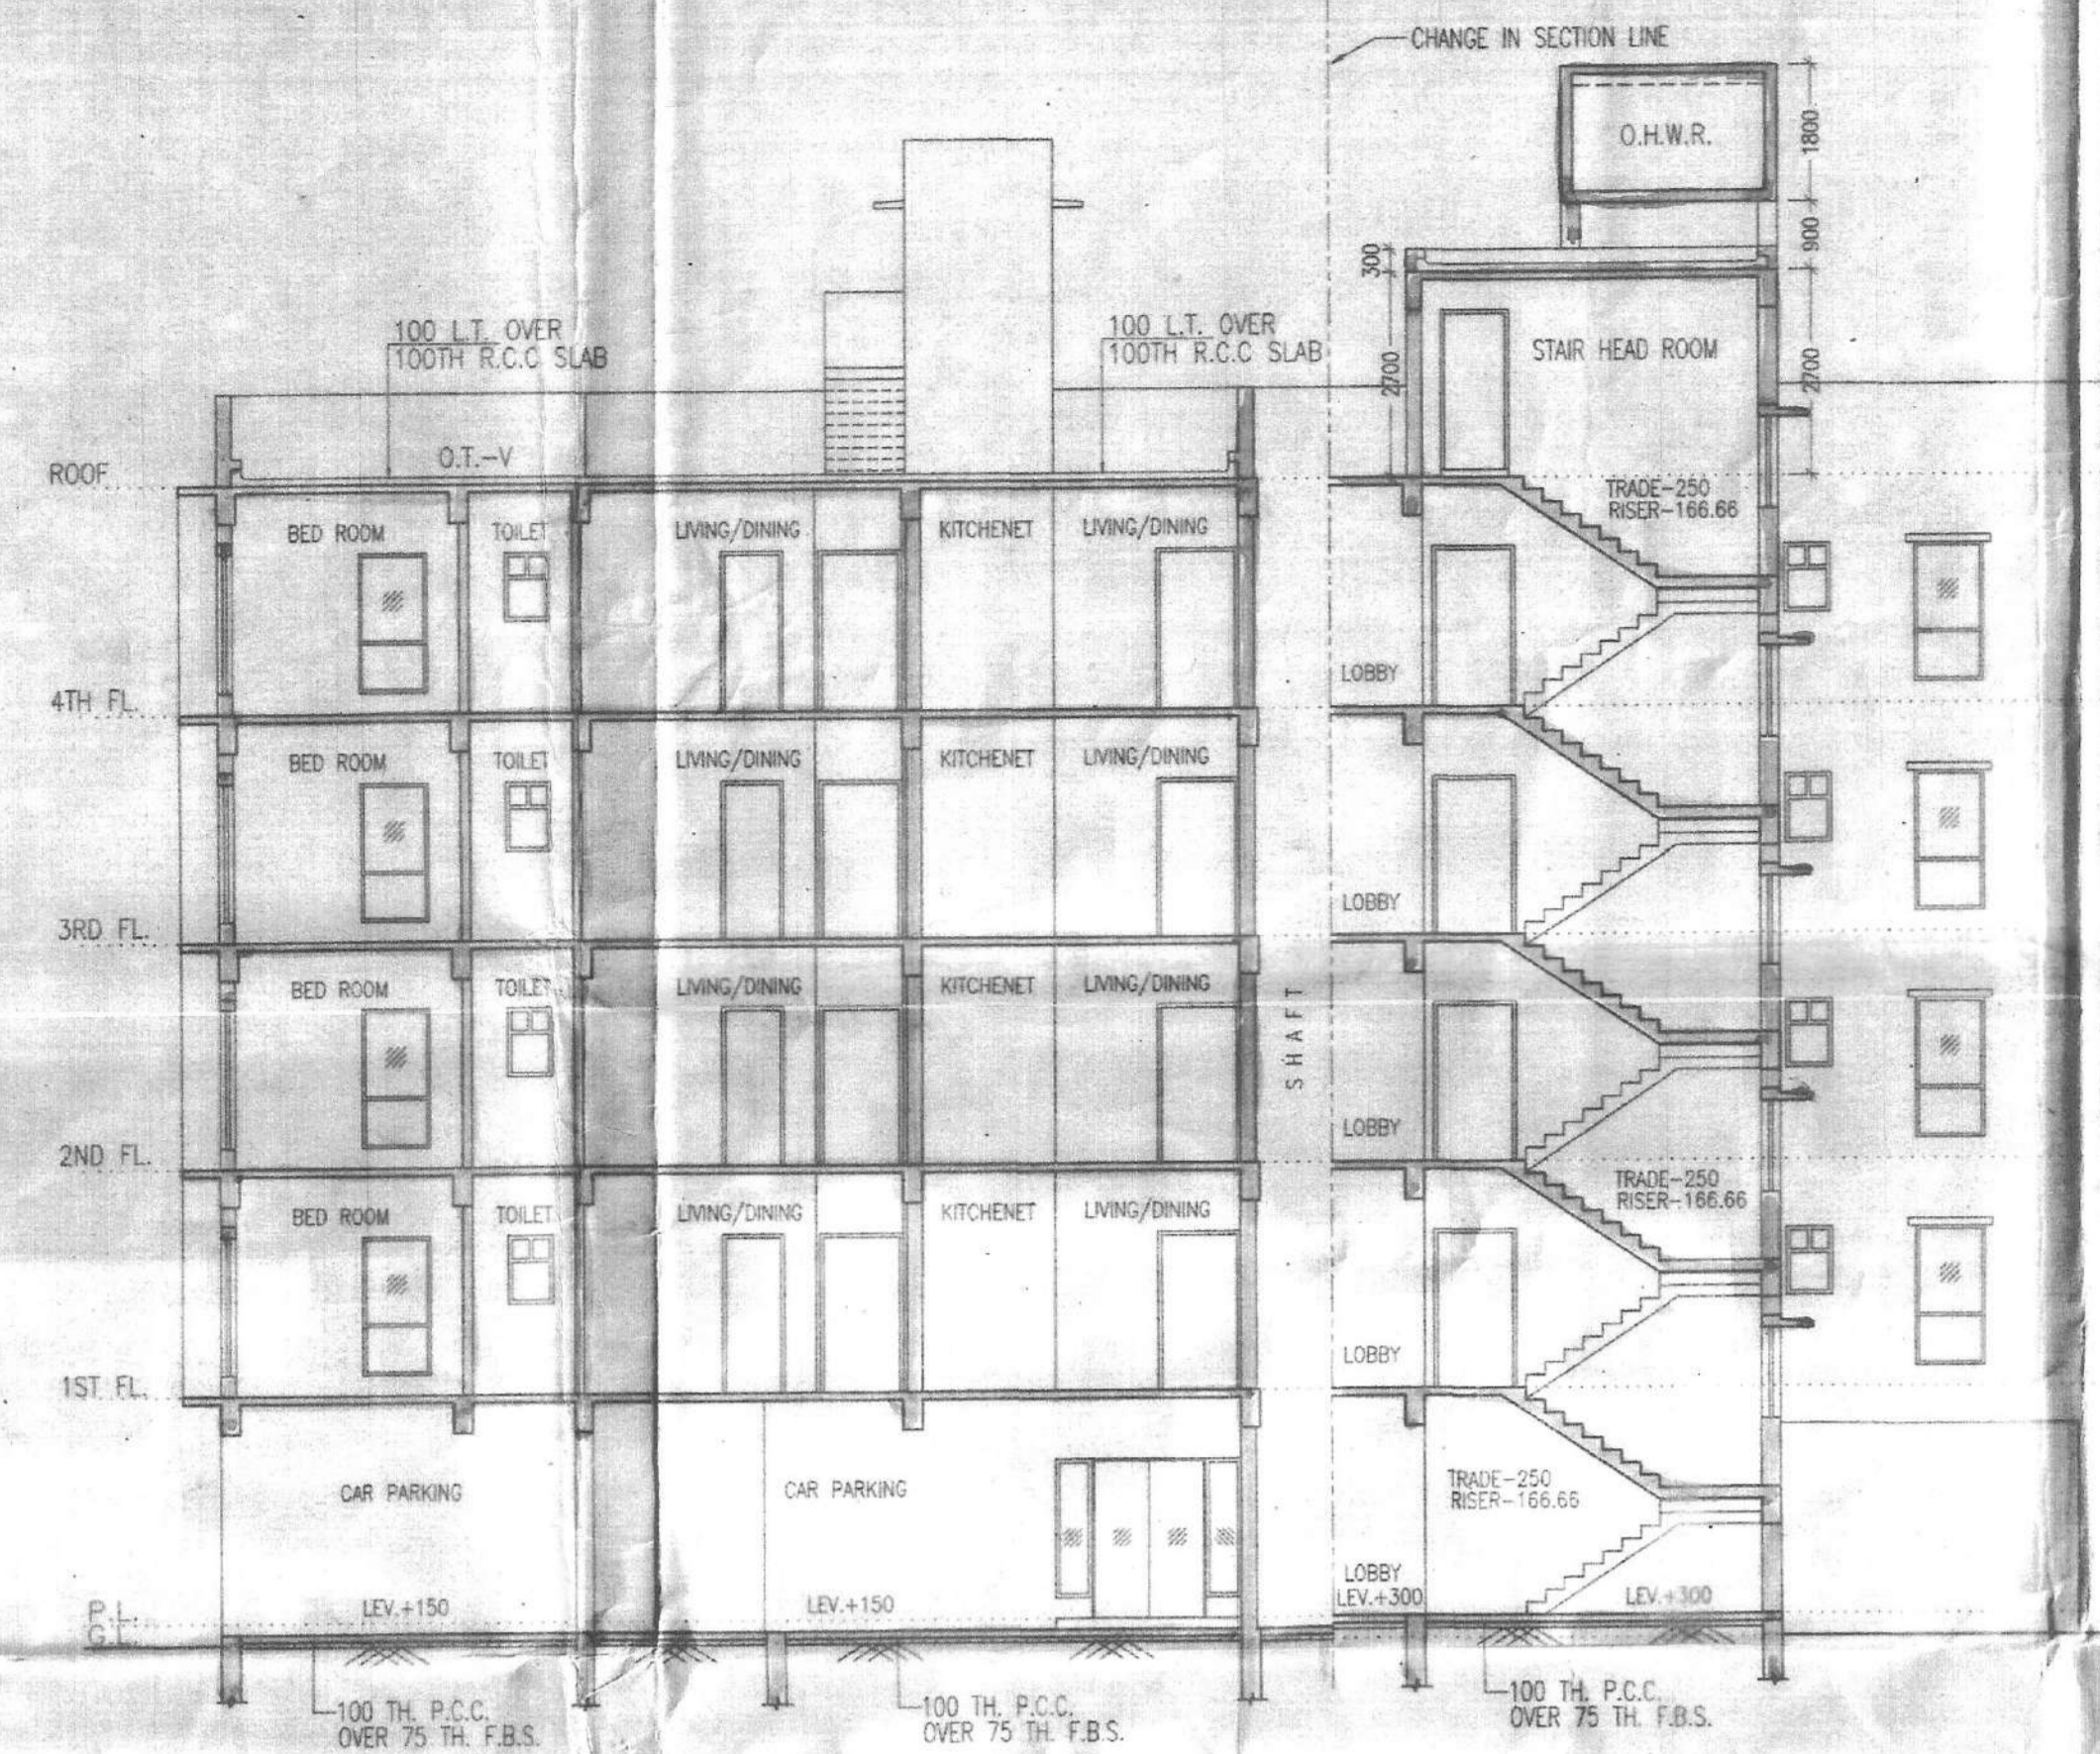 CHANGE IN SECTION LINE
O.H.W.R.
1800
900
300
2700
2700
STAIR HEAD ROOM
100 L.T. OVER
100TH R.C.C SLAB
100 L.T. OVER
100TH R.C.C SLAB
O.T.-V
ROOF
TRADE-250
RISER-166.66
BED ROOM
TOILET
LIVING/DINING
KITCHENET
LIVING/DINING
LOBBY
4TH FL.
BED ROOM
TOILET
LIVING/DINING
KITCHENET
LIVING/DINING
LOBBY
3RD FL.
BED ROOM
TOILET
LIVING/DINING
KITCHENET
LIVING/DINING
SHAFT
LOBBY
2ND FL.
TRADE-250
RISER-166.66
BED ROOM
TOILET
LIVING/DINING
KITCHENET
LIVING/DINING
LOBBY
1ST FL.
CAR PARKING
CAR PARKING
TRADE-250
RISER-166.66
LOBBY
LEV.+300
LEV.+300
LEV.+150
LEV.+150
P.L.
G.L.
100 TH. P.C.C.
OVER 75 TH. F.B.S.
100 TH. P.C.C.
OVER 75 TH. F.B.S.
100 TH. P.C.C.
OVER 75 TH. F.B.S.